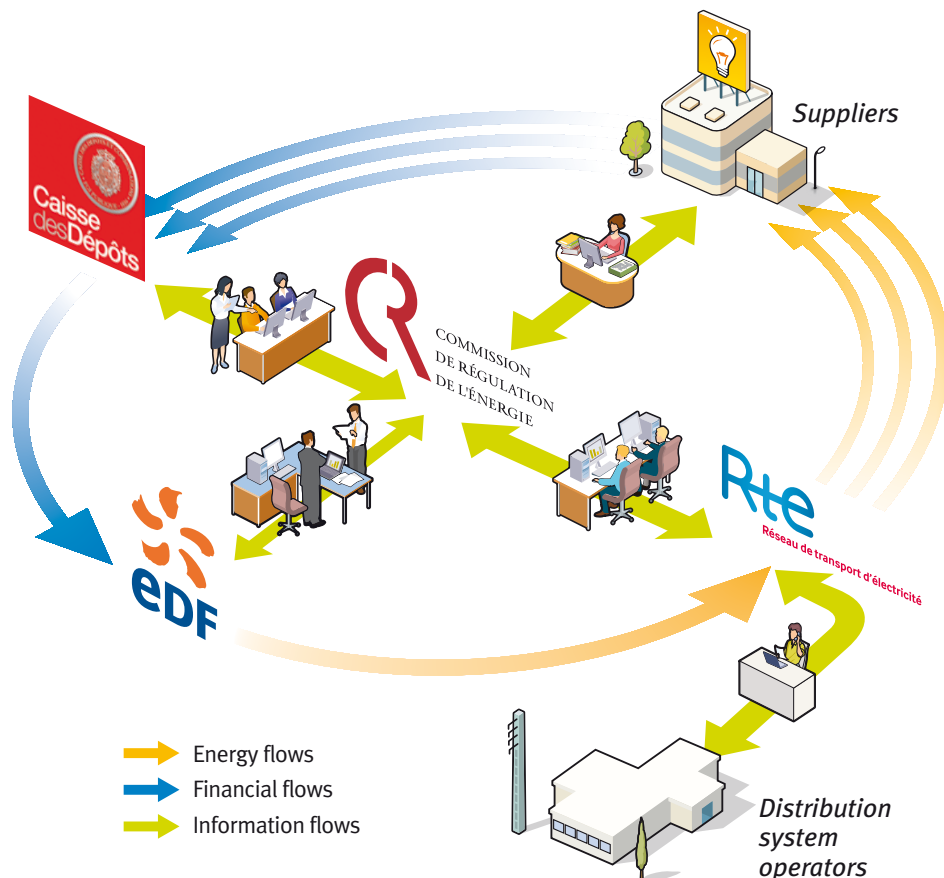 Suppliers
Caisse
desDépôts
COMMISSION
DE RÉGULATION
DE L'ÉNERGIE
Rte
Réseau de transport d'électricité
eDF
Energy flows
Financial flows
Information flows
Distribution
system
operators